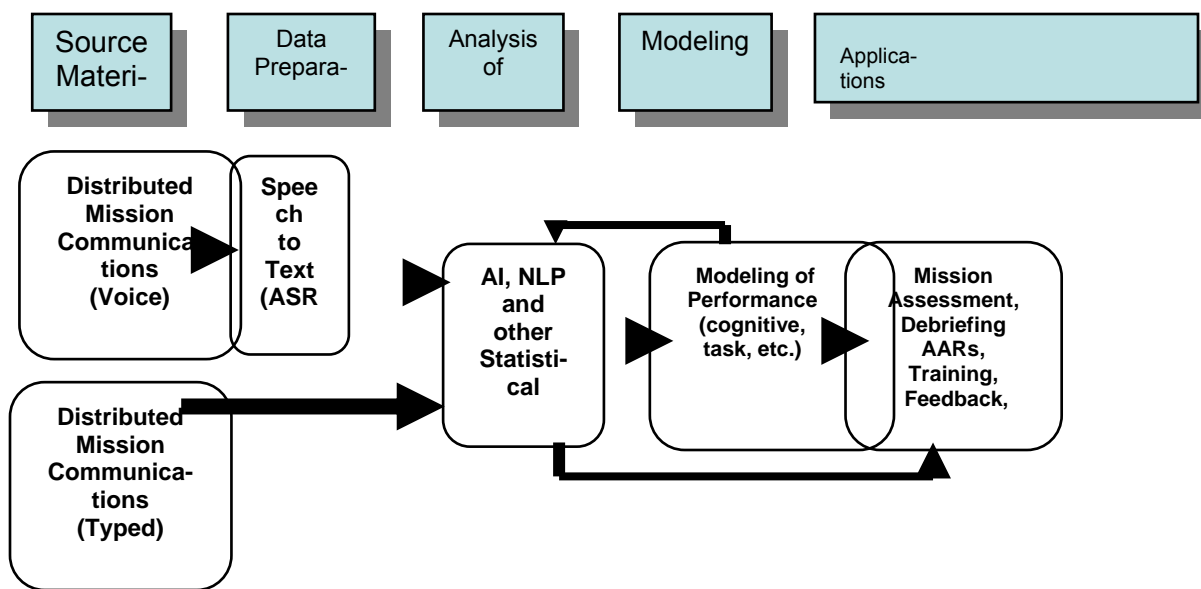 Source
Materi-
Data
Prepara-
Analysis
of
Modeling
Applica-
tions
Distributed
Mission
Communica-
tions
(Voice)
Spee
ch
to
Text
(ASR
AI, NLP
and
other
Statisti-
cal
Modeling of
Performance
(cognitive,
task, etc.)
Mission
Assessment,
Debriefing
AARs,
Training,
Feedback,
Distributed
Mission
Communica-
tions
(Typed)